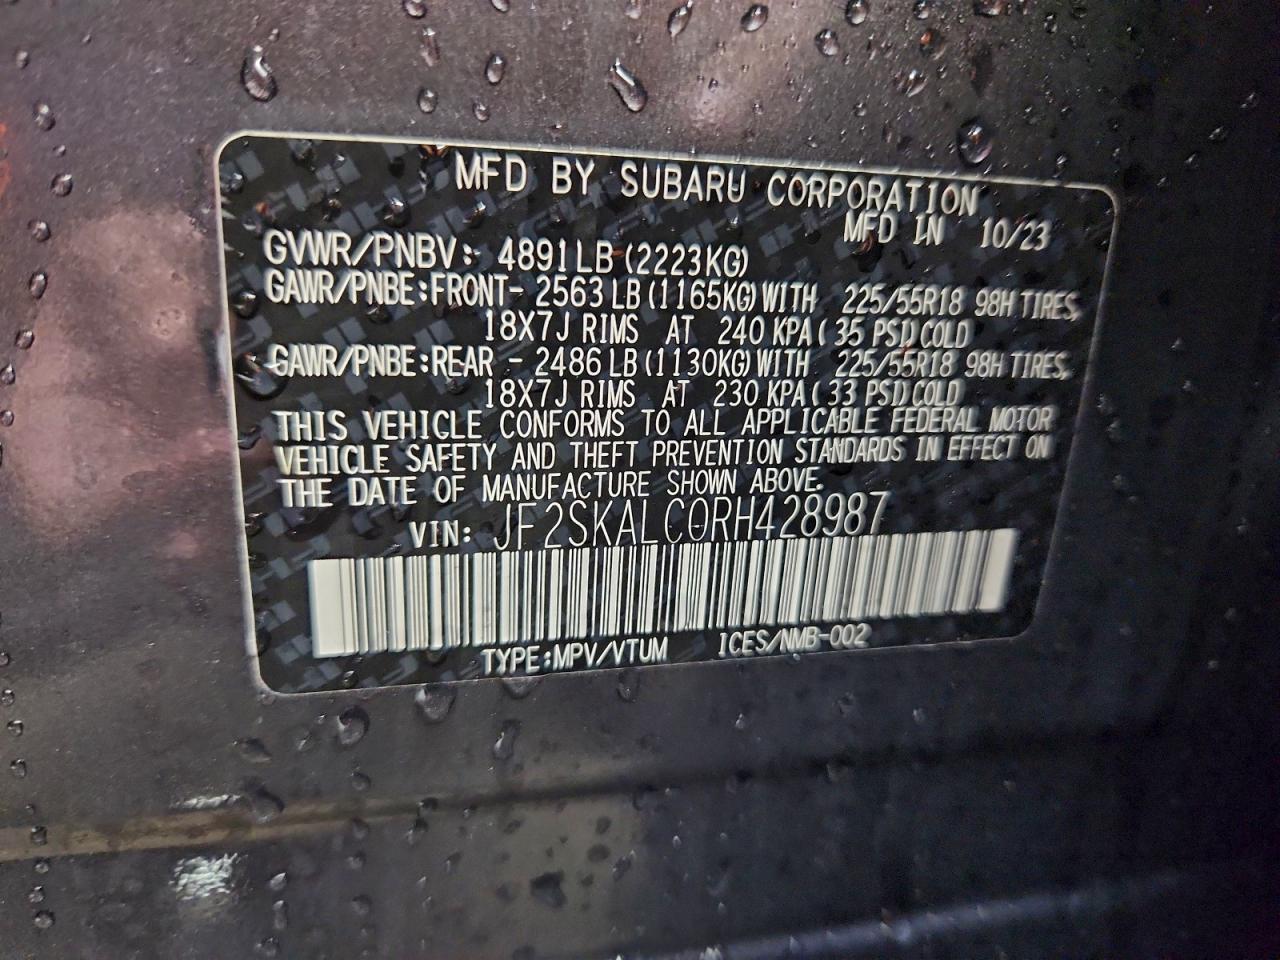 MFD BY SUBARU CORPORATION
MFD IN 10/23
GVWR/PNBV: 4891LB (2223KG)
GAWR/PNBE:FRONT- 2563 LB (1165KG) WITH 225/55R18 98H TIRES,
18X7J RIMS AT 240 KPA (35 PSI) COLD
GAWR/PNBE:REAR - 2486 LB (1130KG) WITH 225/55R18 98H TIRES,
18X7J RIMS AT 230 KPA (33 PSI) COLD
THIS VEHICLE CONFORMS TO ALL APPLICABLE FEDERAL MOTOR
VEHICLE SAFETY AND THEFT PREVENTION STANDARDS IN EFFECT ON
THE DATE OF MANUFACTURE SHOWN ABOVE.
VIN: JF2SKALC0RH428987
TYPE:MPV/VTUM ICES/NMB-002